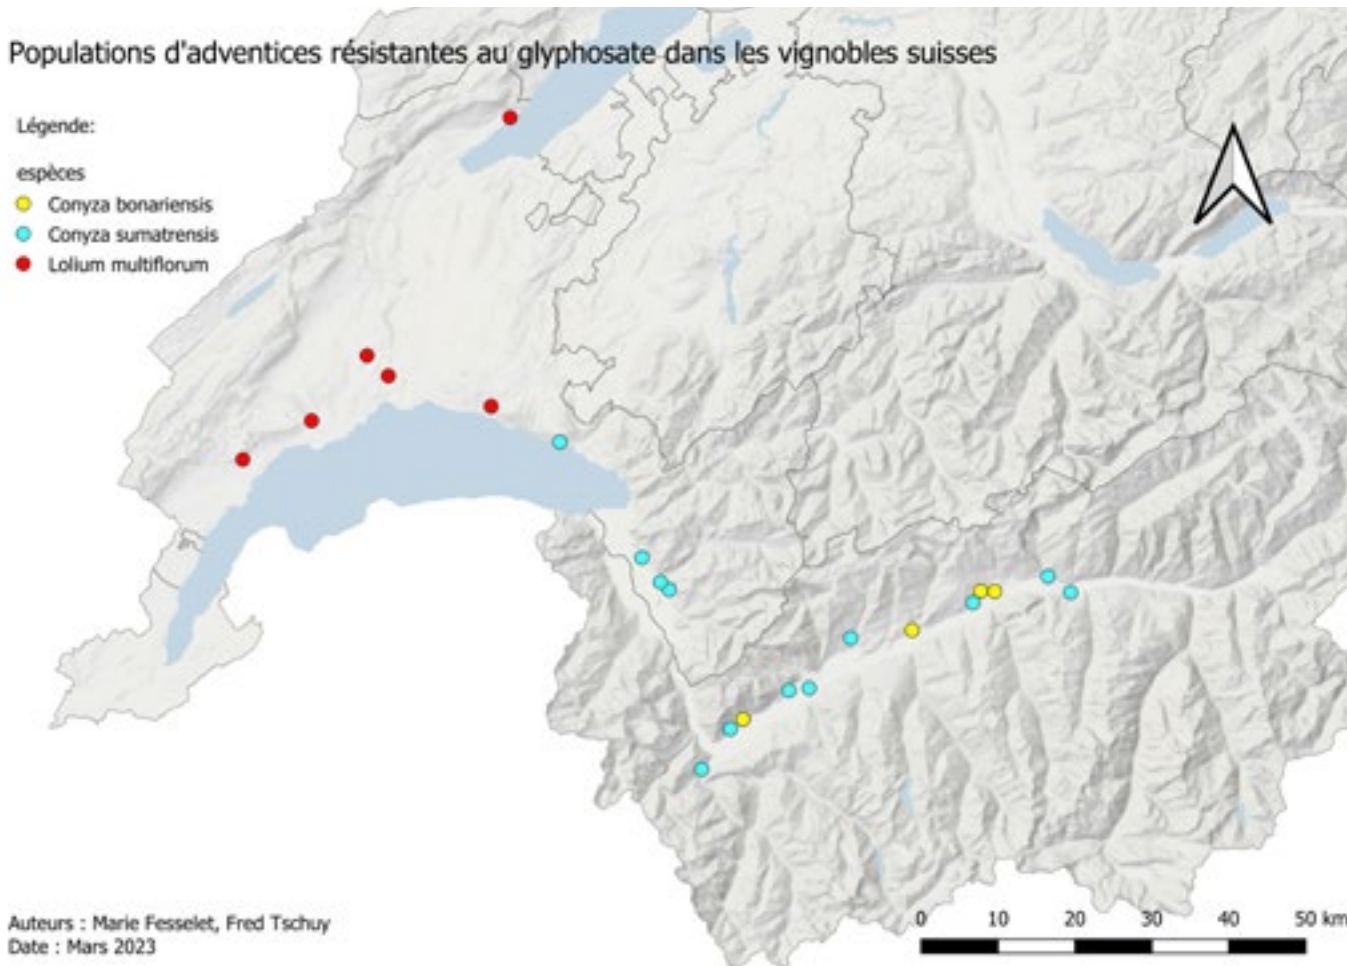 Populations d'adventices résistantes au glyphosate dans les vignobles suisses
Légende:
espèces
Conyza bonariensis
Conyza sumatrensis
Lolium multiflorum
Auteurs : Marie Fesselet, Fred Tschuy
Date : Mars 2023
0 10 20 30 40 50 km